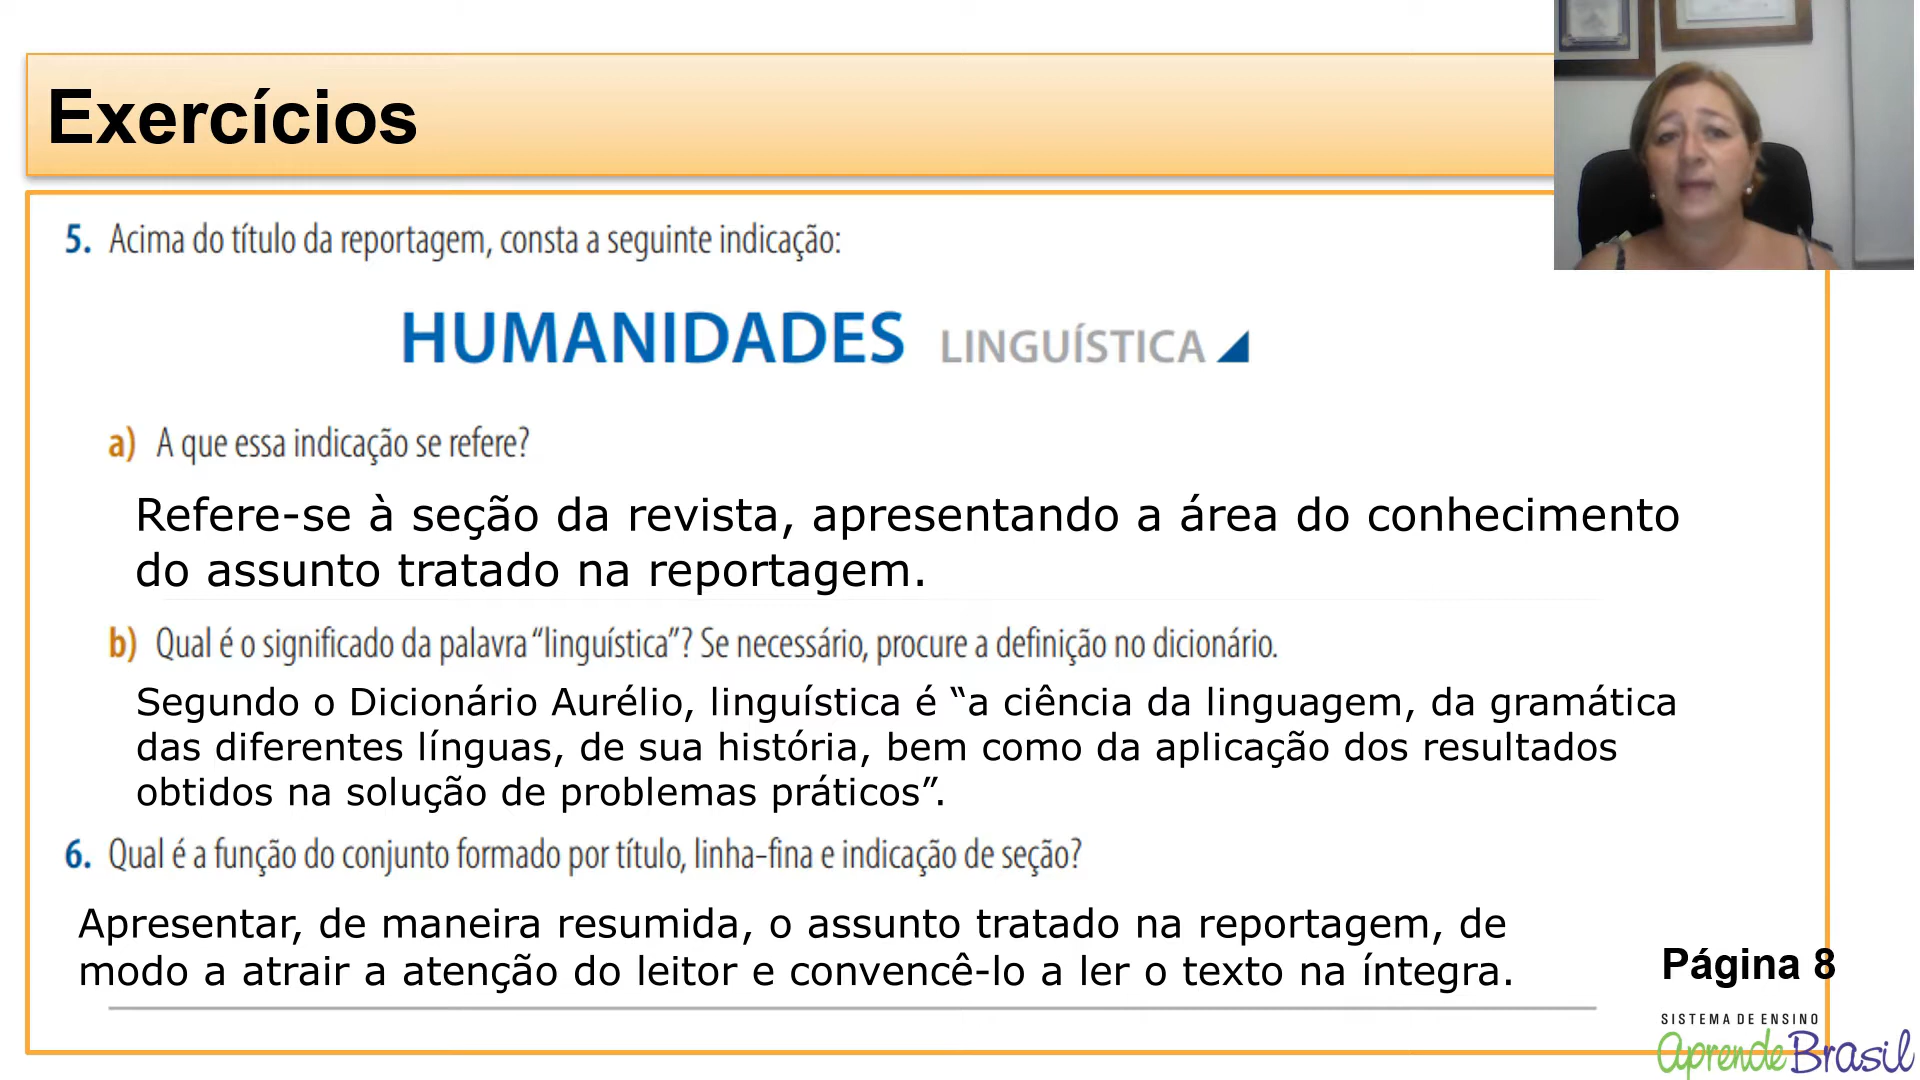 Exercícios
5. Acima do título da reportagem, consta a seguinte indicação:
HUMANIDADES LINGUÍSTICA
a) A que essa indicação se refere?
Refere-se à seção da revista, apresentando a área do conhecimento
do assunto tratado na reportagem.
b) Qual é o significado da palavra “linguística”? Se necessário, procure a definição no dicionário.
Segundo o Dicionário Aurélio, linguística é “a ciência da linguagem, da gramática
das diferentes línguas, de sua história, bem como da aplicação dos resultados
obtidos na solução de problemas práticos”.
6. Qual é a função do conjunto formado por título, linha-fina e indicação de seção?
Apresentar, de maneira resumida, o assunto tratado na reportagem, de
modo a atrair a atenção do leitor e convencê-lo a ler o texto na íntegra.
Página 8
SISTEMA DE ENSINO
aprende Brasil